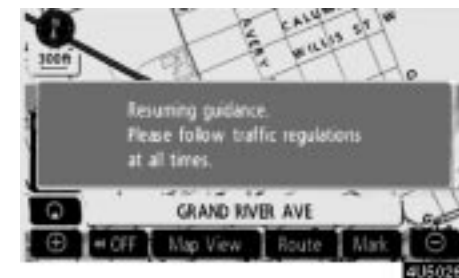 CALUM
WILLIS ST W
AVERY
300ft
Resuming guidance.
Please follow traffic regulations
at all times.
GRAND RIVER AVE
OFF Map View Route Mark
4U5026